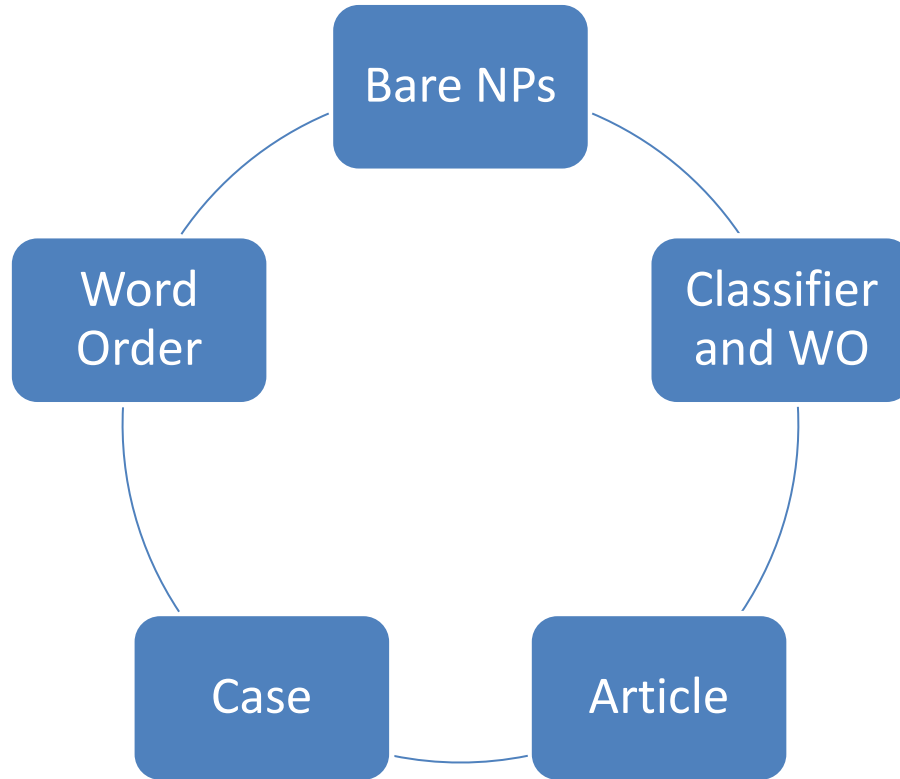 Bare NPs
Classifier
and WO
Article
Case
Word
Order